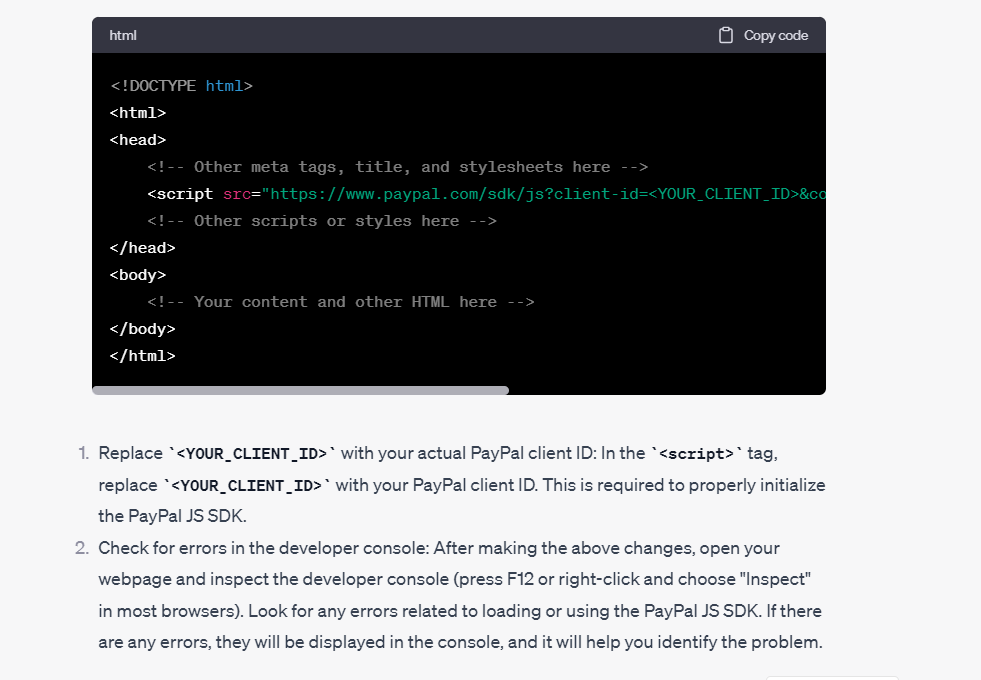 html
Copy code
<!DOCTYPE html>
<html>
<head>
<!-- Other meta tags, title, and stylesheets here -->
<script src="https://www.paypal.com/sdk/js?client-id=<YOUR_CLIENT_ID>&co
<!-- Other scripts or styles here -->
</head>
<body>
<!-- Your content and other HTML here -->
</body>
</html>
1. Replace `<YOUR_CLIENT_ID>` with your actual PayPal client ID: In the `<script>` tag,
replace `<YOUR_CLIENT_ID>` with your PayPal client ID. This is required to properly initialize
the PayPal JS SDK.
2. Check for errors in the developer console: After making the above changes, open your
webpage and inspect the developer console (press F12 or right-click and choose "Inspect"
in most browsers). Look for any errors related to loading or using the PayPal JS SDK. If there
are any errors, they will be displayed in the console, and it will help you identify the problem.